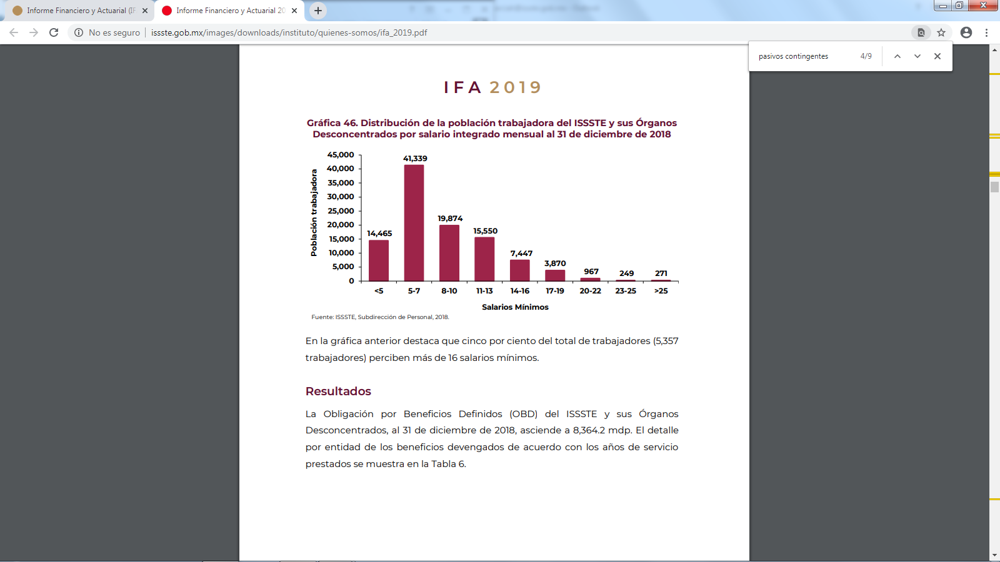 Informe Financiero y Actuarial (IF
Informe Financiero y Actuarial 20
No es seguro
issste.gob.mx/images/downloads/instituto/quienes-somos/ifa_2019.pdf
pasivos contingentes
4/9
IFA 2019
Gráfica 46. Distribución de la población trabajadora del ISSSTE y sus Órganos
Desconcentrados por salario integrado mensual al 31 de diciembre de 2018
Población trabajadora
45,000
40,000
35,000
30,000
25,000
20,000
15,000
10,000
5,000
0
14,465
41,339
19,874
15,550
7,447
3,870
967
249
271
<5
5-7
8-10
11-13
14-16
17-19
20-22
23-25
>25
Salarios Mínimos
Fuente: ISSSTE, Subdirección de Personal, 2018.
En la gráfica anterior destaca que cinco por ciento del total de trabajadores (5,357
trabajadores) perciben más de 16 salarios mínimos.
Resultados
La Obligación por Beneficios Definidos (OBD) del ISSSTE y sus Órganos
Desconcentrados, al 31 de diciembre de 2018, asciende a 8,364.2 mdp. El detalle
por entidad de los beneficios devengados de acuerdo con los años de servicio
prestados se muestra en la Tabla 6.